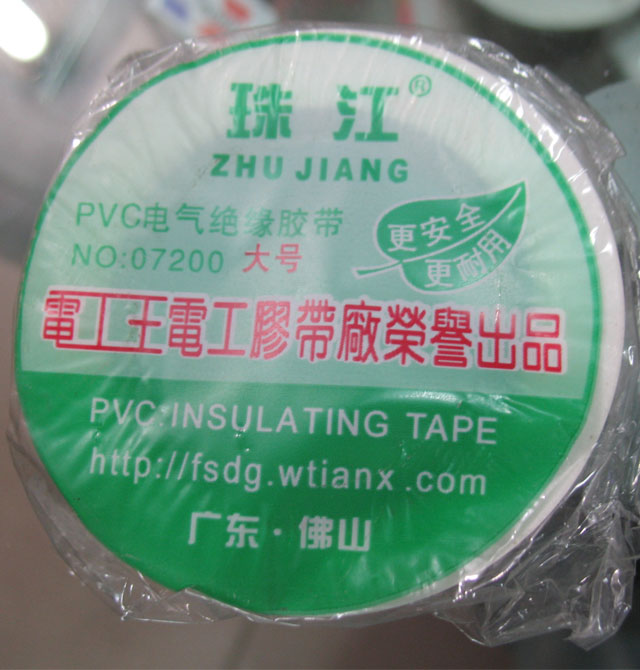 珠江®
ZHU JIANG
PVC电气绝缘胶带
NO:07200 大号
更安全
更耐用
電工王電工膠帶廠榮譽出品
PVC INSULATING TAPE
http://fsdg.wtianx.com
广东·佛山